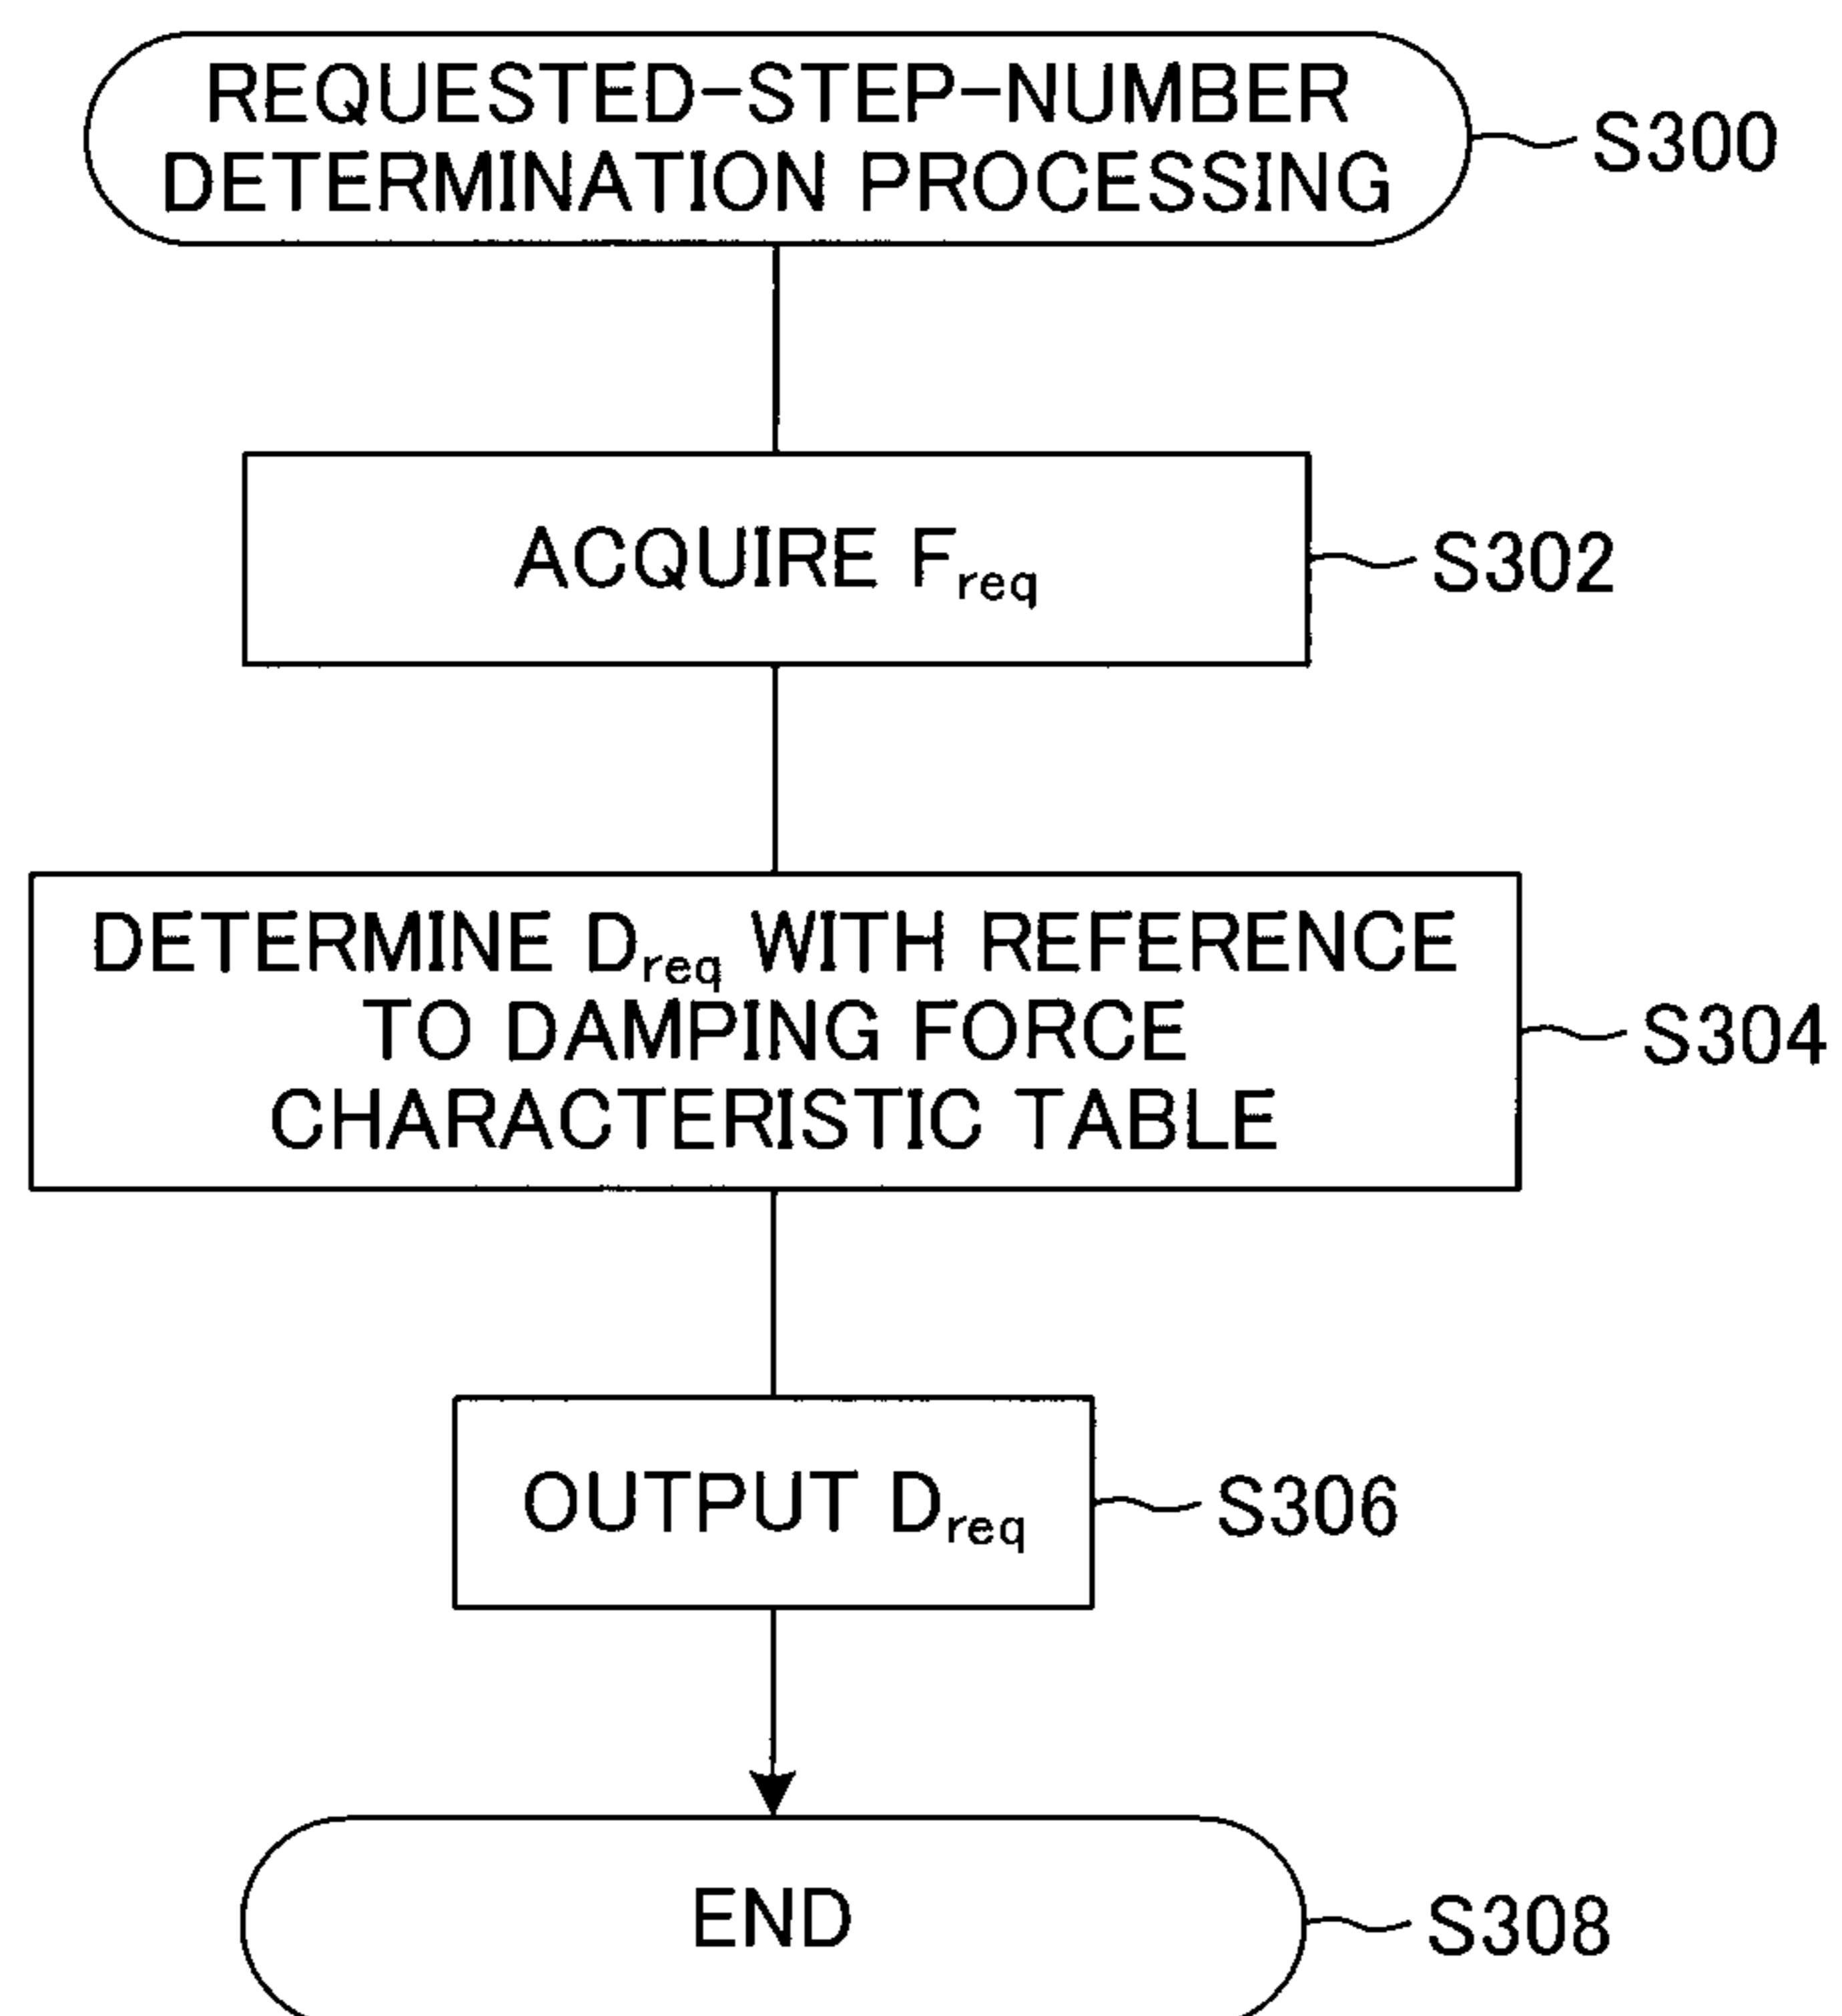 REQUESTED-STEP-NUMBER
DETERMINATION PROCESSING
S300
ACQUIRE Freq
S302
DETERMINE Dreq WITH REFERENCE
TO DAMPING FORCE
CHARACTERISTIC TABLE
S304
OUTPUT Dreq
S306
END
S308